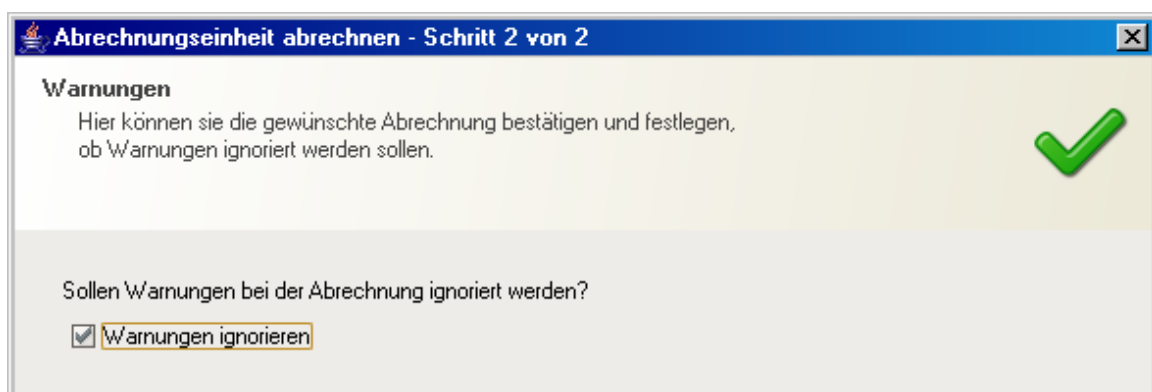 Abrechnungseinheit abrechnen - Schritt 2 von 2
Warnungen
Hier können sie die gewünschte Abrechnung bestätigen und festlegen,
ob Warnungen ignoriert werden sollen.
Sollen Warnungen bei der Abrechnung ignoriert werden?
Warnungen ignorieren